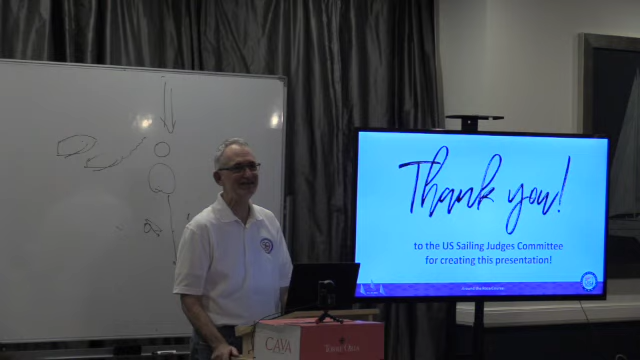 Thank you!
to the US Sailing Judges Committee
for creating this presentation!
CAVA